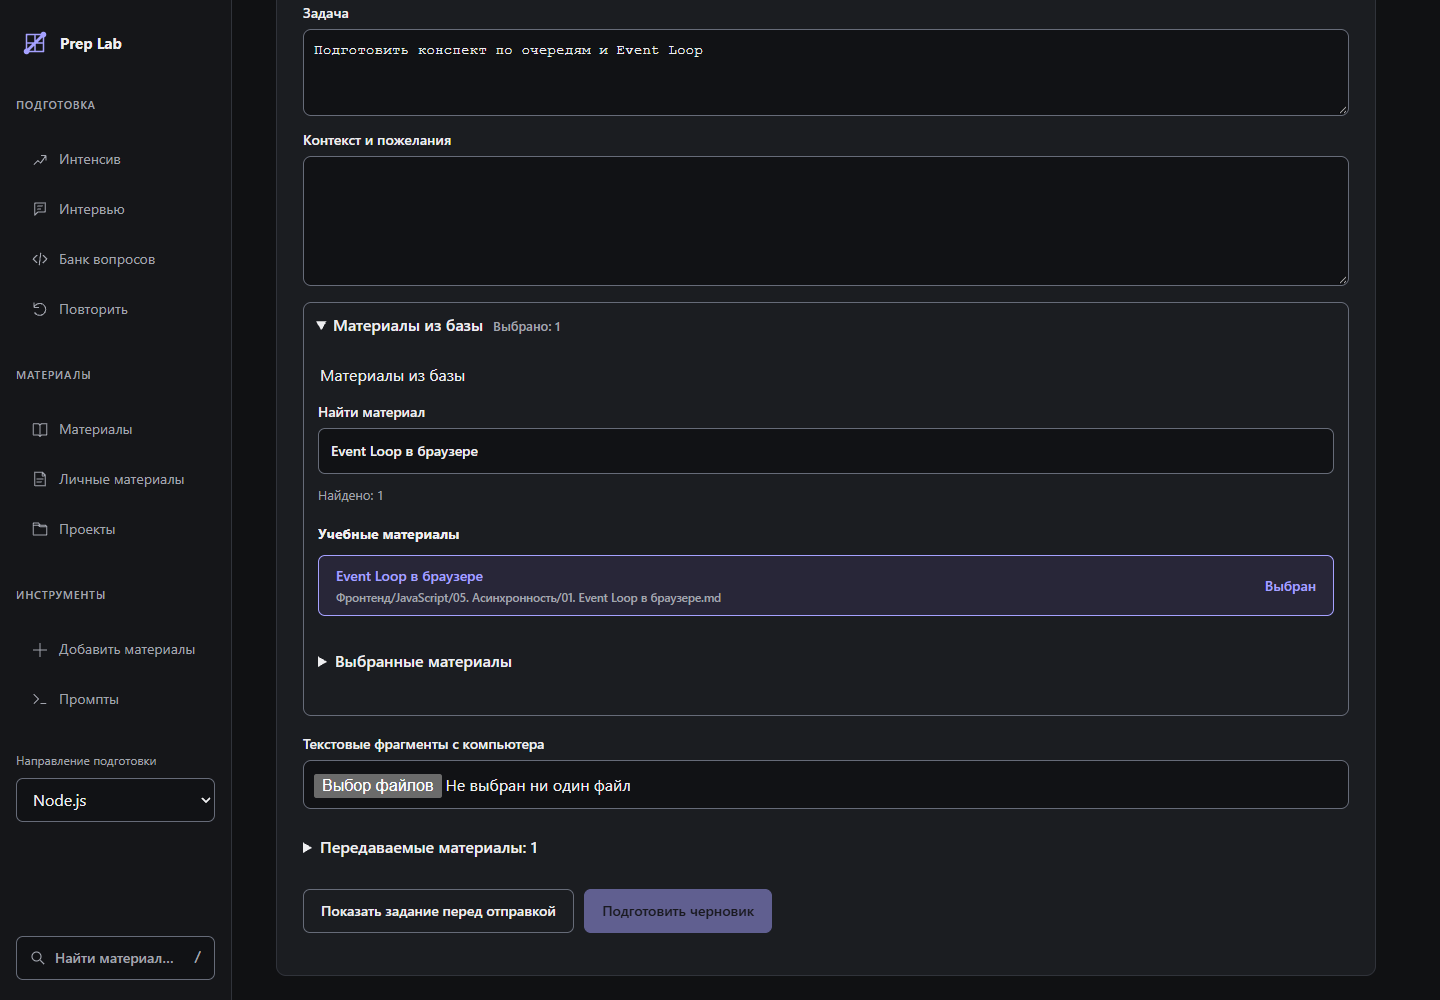 Prep Lab
ПОДГОТОВКА
Интенсив
Интервью
Банк вопросов
Повторить
МАТЕРИАЛЫ
Материалы
Личные материалы
Проекты
ИНСТРУМЕНТЫ
Добавить материалы
Промпты
Направление подготовки
Node.js
Найти материал... /
Задача
Подготовить конспект по очередям и Event Loop
Контекст и пожелания
Материалы из базы Выбрано: 1
Материалы из базы
Найти материал
Event Loop в браузере
Найдено: 1
Учебные материалы
Event Loop в браузере
Фронтенд/JavaScript/05. Асинхронность/01. Event Loop в браузере.md
Выбран
Выбранные материалы
Текстовые фрагменты с компьютера
Выбор файлов Не выбран ни один файл
Передаваемые материалы: 1
Показать задание перед отправкой
Подготовить черновик